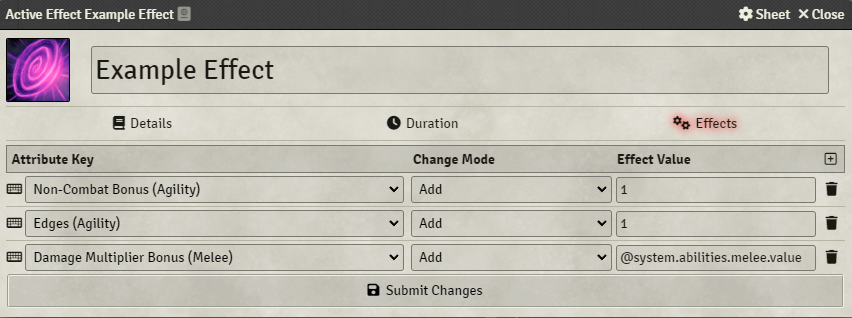 Active Effect Example Effect Sheet Close
Example Effect
Details Duration Effects
Attribute Key Change Mode Effect Value
Non-Combat Bonus (Agility) Add 1
Edges (Agility) Add 1
Damage Multiplier Bonus (Melee) Add @system.abilities.melee.value
Submit Changes